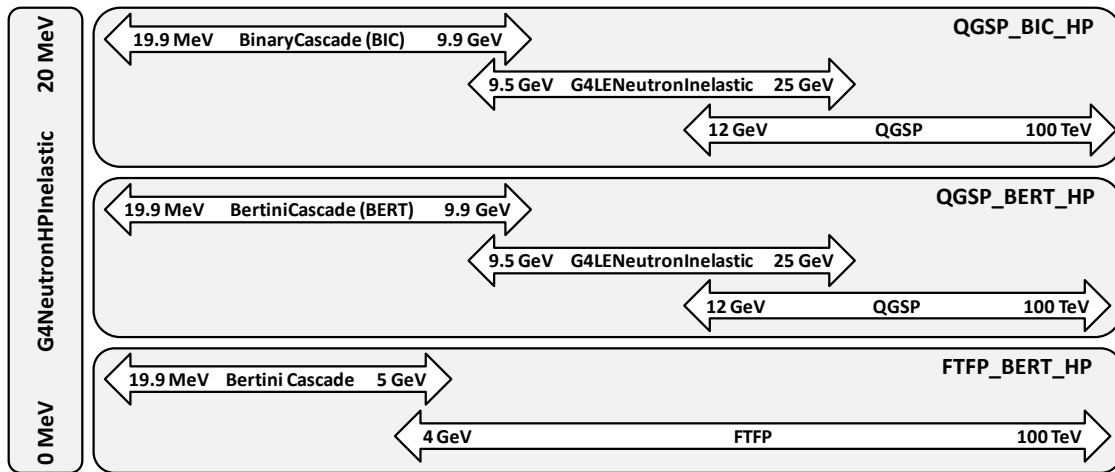 20 MeV
G4NeutronHPInelastic
0 MeV
QGSP_BIC_HP
19.9 MeV BinaryCascade (BIC) 9.9 GeV
9.5 GeV G4LENeutronInelastic 25 GeV
12 GeV QGSP 100 TeV
QGSP_BERT_HP
19.9 MeV BertiniCascade (BERT) 9.9 GeV
9.5 GeV G4LENeutronInelastic 25 GeV
12 GeV QGSP 100 TeV
FTFP_BERT_HP
19.9 MeV Bertini Cascade 5 GeV
4 GeV FTFP 100 TeV